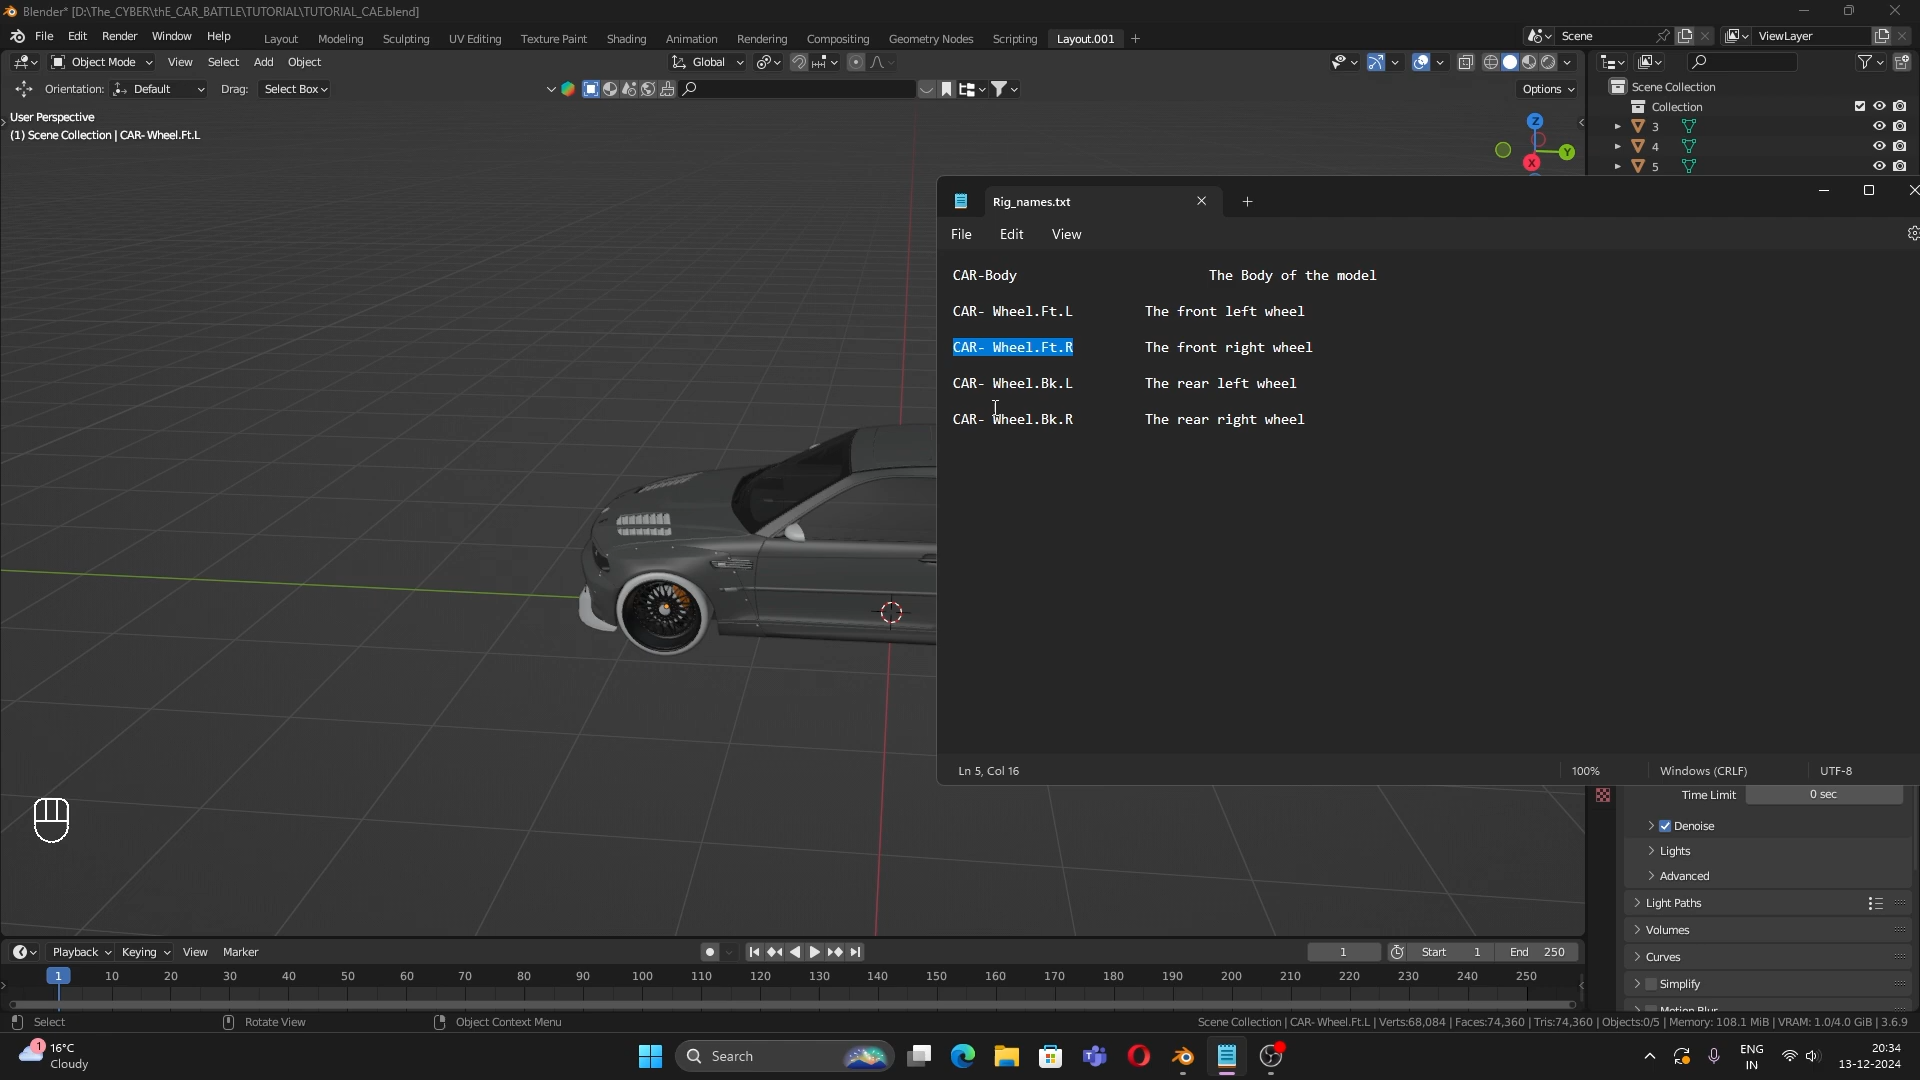 Blender* [D:\The_CYBER\thE_CAR_BATTLE\TUTORIAL\TUTORIAL_CAE.blend]
File Edit Render Window Help Layout Modeling Sculpting UV Editing Texture Paint Shading Animation Rendering Compositing Geometry Nodes Scripting Layout.001 + Scene ViewLayer
Object Mode View Select Add Object Global
Orientation: Default Drag: Select Box Options
Scene Collection
Collection
3
4
5
User Perspective
(1) Scene Collection | CAR- Wheel.Ft.L
Z
Y
X
Rig_names.txt
File Edit View
CAR-Body The Body of the model
CAR- Wheel.Ft.L The front left wheel
CAR- Wheel.Ft.R The front right wheel
CAR- Wheel.Bk.L The rear left wheel
CAR- Wheel.Bk.R The rear right wheel
Ln 5, Col 16 100% Windows (CRLF) UTF-8
Time Limit 0 sec
Denoise
Lights
Advanced
Light Paths
Volumes
Curves
Simplify
Motion Blur
Playback Keying View Marker 1 Start 1 End 250
1 10 20 30 40 50 60 70 80 90 100 110 120 130 140 150 160 170 180 190 200 210 220 230 240 250
Select Rotate View Object Context Menu Scene Collection | CAR- Wheel.Ft.L | Verts:68,084 | Faces:74,360 | Tris:74,360 | Objects:0/5 | Memory: 108.1 MiB | VRAM: 1.0/4.0 GiB | 3.6.9
1
16°C
Cloudy
Search
ENG
IN
20:34
13-12-2024